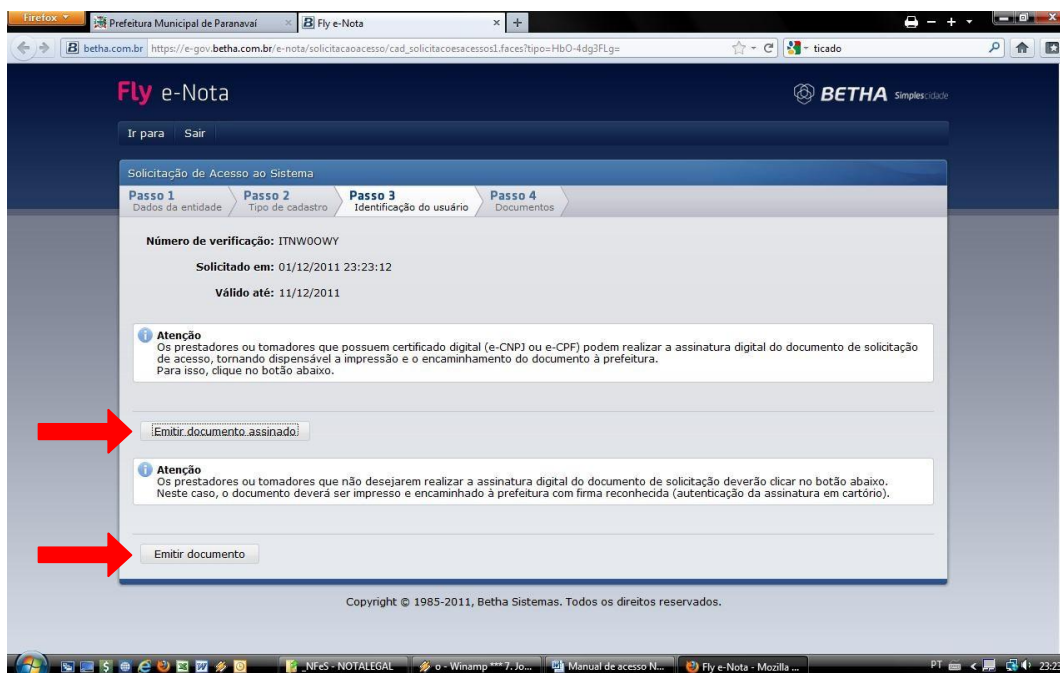 Firefox
Prefeitura Municipal de Paranavaí
Fly e-Nota
betha.com.br https://e-gov.betha.com.br/e-nota/solicitacaoacesso/cad_solicitacoesacessos1.faces?tipo=HbO-4dg3FLg=
ticado
Fly e-Nota
BETHA Simplescidade
Ir para Sair
Solicitação de Acesso ao Sistema
Passo 1 Passo 2 Passo 3 Passo 4
Dados da entidade Tipo de cadastro Identificação do usuário Documentos
Número de verificação: ITNW0OWY
Solicitado em: 01/12/2011 23:23:12
Válido até: 11/12/2011
Atenção
Os prestadores ou tomadores que possuem certificado digital (e-CNPJ ou e-CPF) podem realizar a assinatura digital do documento de solicitação
de acesso, tornando dispensável a impressão e o encaminhamento do documento à prefeitura.
Para isso, clique no botão abaixo.
Emitir documento assinado
Atenção
Os prestadores ou tomadores que não desejarem realizar a assinatura digital do documento de solicitação deverão clicar no botão abaixo.
Neste caso, o documento deverá ser impresso e encaminhado à prefeitura com firma reconhecida (autenticação da assinatura em cartório).
Emitir documento
Copyright © 1985-2011, Betha Sistemas. Todos os direitos reservados.
_NFeS - NOTALEGAL o - Winamp *** 7. Jo... Manual de acesso N... Fly e-Nota - Mozilla ... PT 23:23